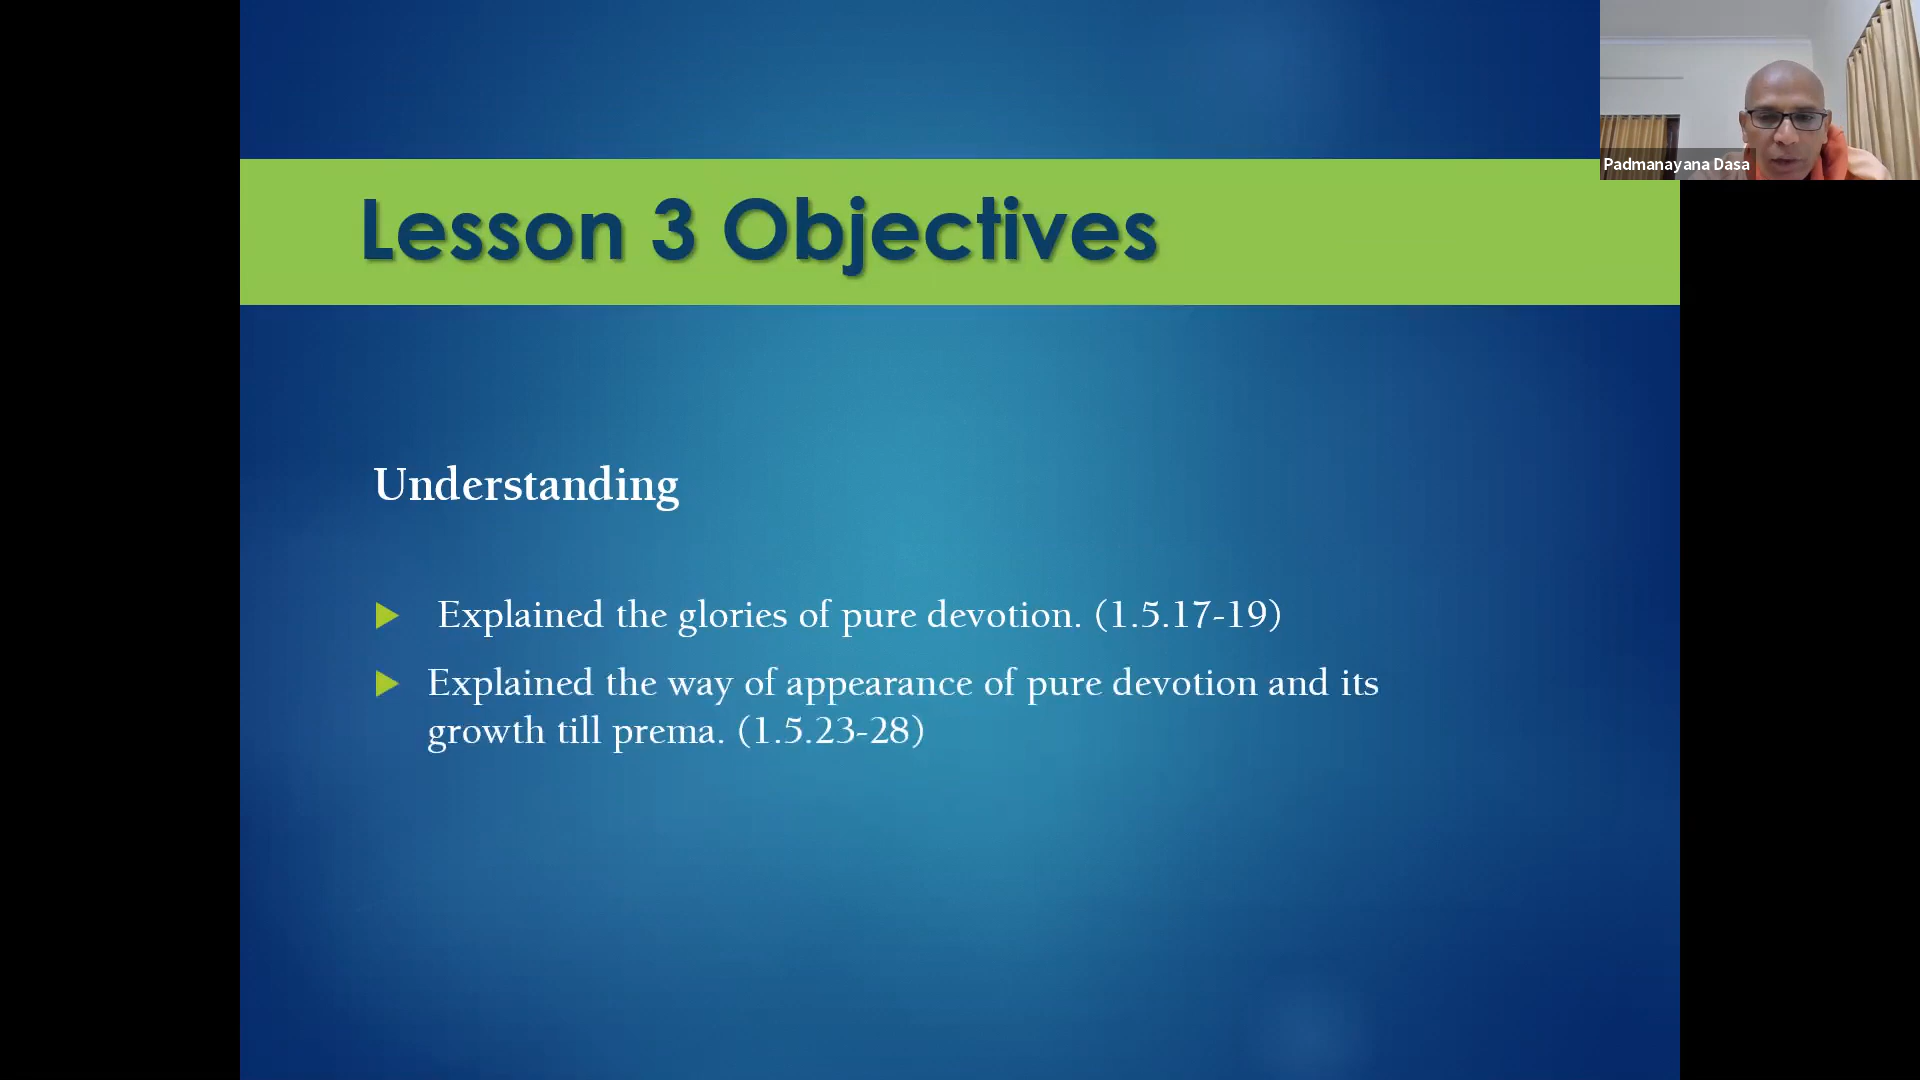 Padmanayana Dasa
Lesson 3 Objectives
Understanding
Explained the glories of pure devotion. (1.5.17-19)
Explained the way of appearance of pure devotion and its
growth till prema. (1.5.23-28)